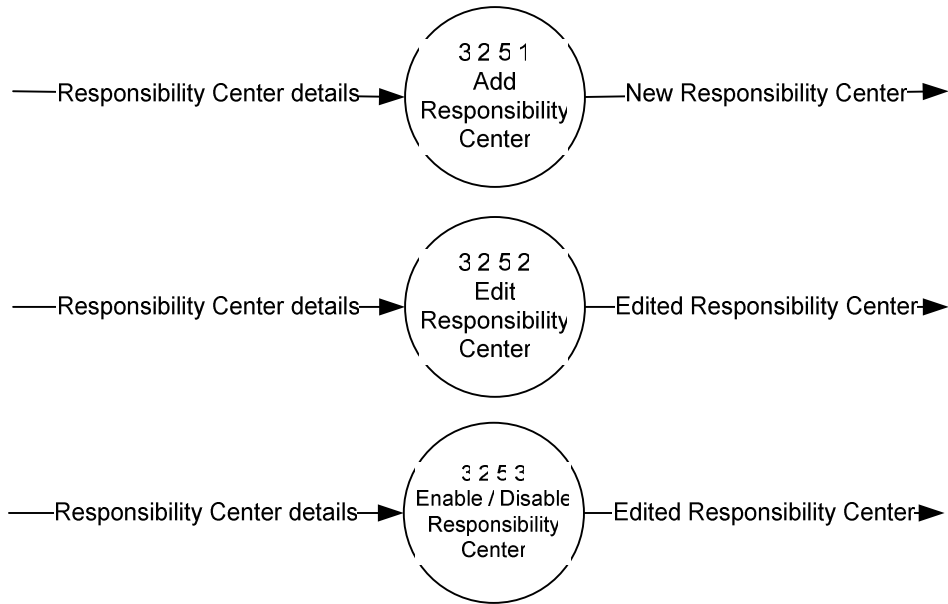 3 2 5 1
Add
Responsibility
Center
Responsibility Center details
New Responsibility Center
3 2 5 2
Edit
Responsibility
Center
Responsibility Center details
Edited Responsibility Center
3 2 5 3
Enable / Disable
Responsibility
Center
Responsibility Center details
Edited Responsibility Center